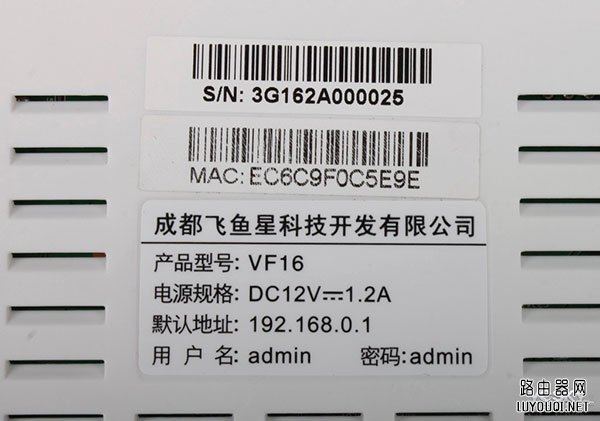 S/N: 3G162A000025
MAC: EC6C9F0C5E9E
成都飞鱼星科技开发有限公司
产品型号: VF16
电源规格: DC12V⎓1.2A
默认地址: 192.168.0.1
用 户 名: admin 密码: admin
路由器网
LUYOUQI.NET